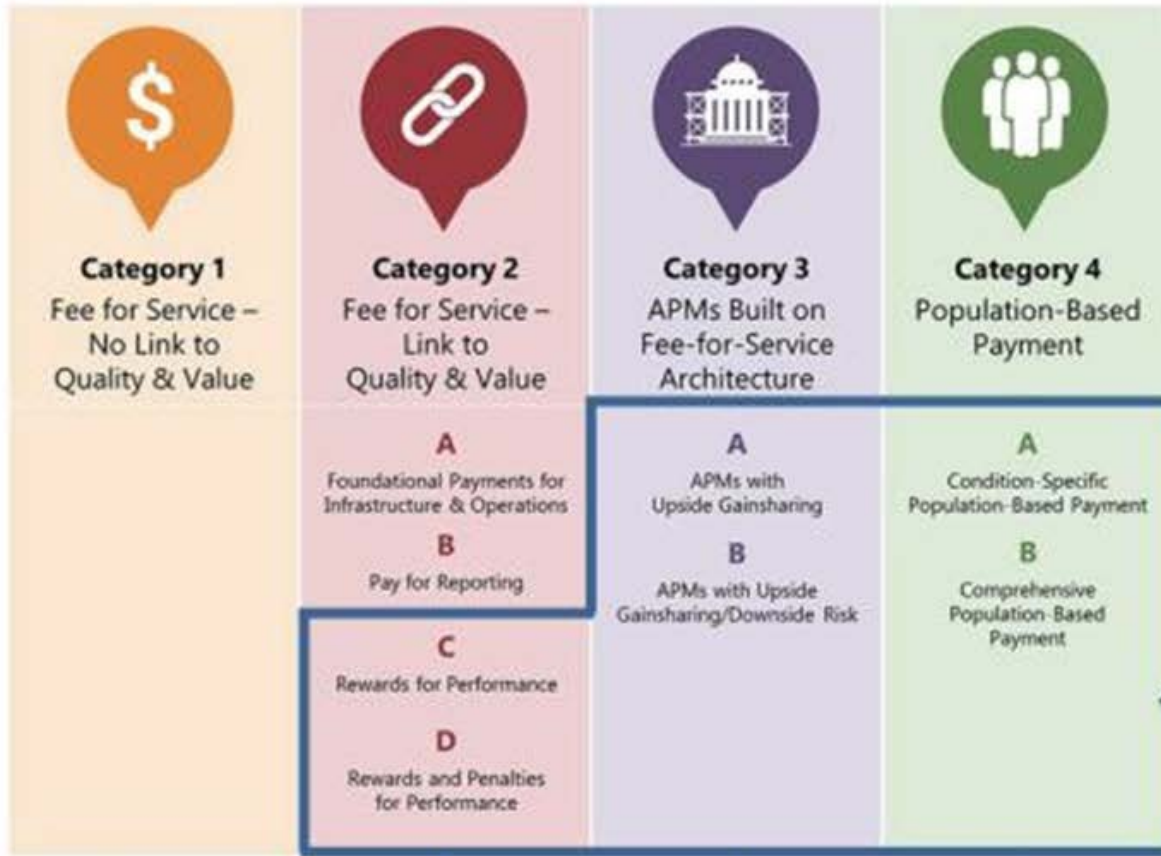 $
Category 1
Fee for Service –
No Link to
Quality & Value
Category 2
Fee for Service –
Link to
Quality & Value
A
Foundational Payments for
Infrastructure & Operations
B
Pay for Reporting
C
Rewards for Performance
D
Rewards and Penalties
for Performance
Category 3
APMs Built on
Fee-for-Service
Architecture
A
APMs with
Upside Gainsharing
B
APMs with Upside
Gainsharing/Downside Risk
Category 4
Population-Based
Payment
A
Condition-Specific
Population-Based Payment
B
Comprehensive
Population-Based
Payment